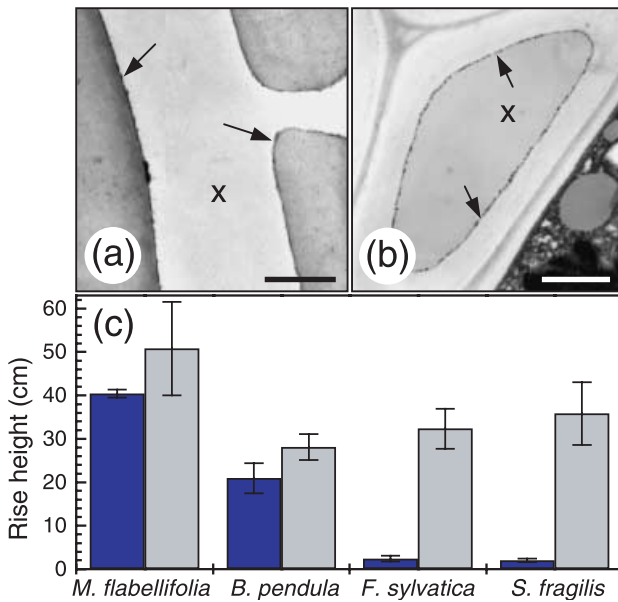 x
(a)
x
(b)
(c)
Rise height (cm)
60
50
40
30
20
10
0
M. flabellifolia B. pendula F. sylvatica S. fragilis